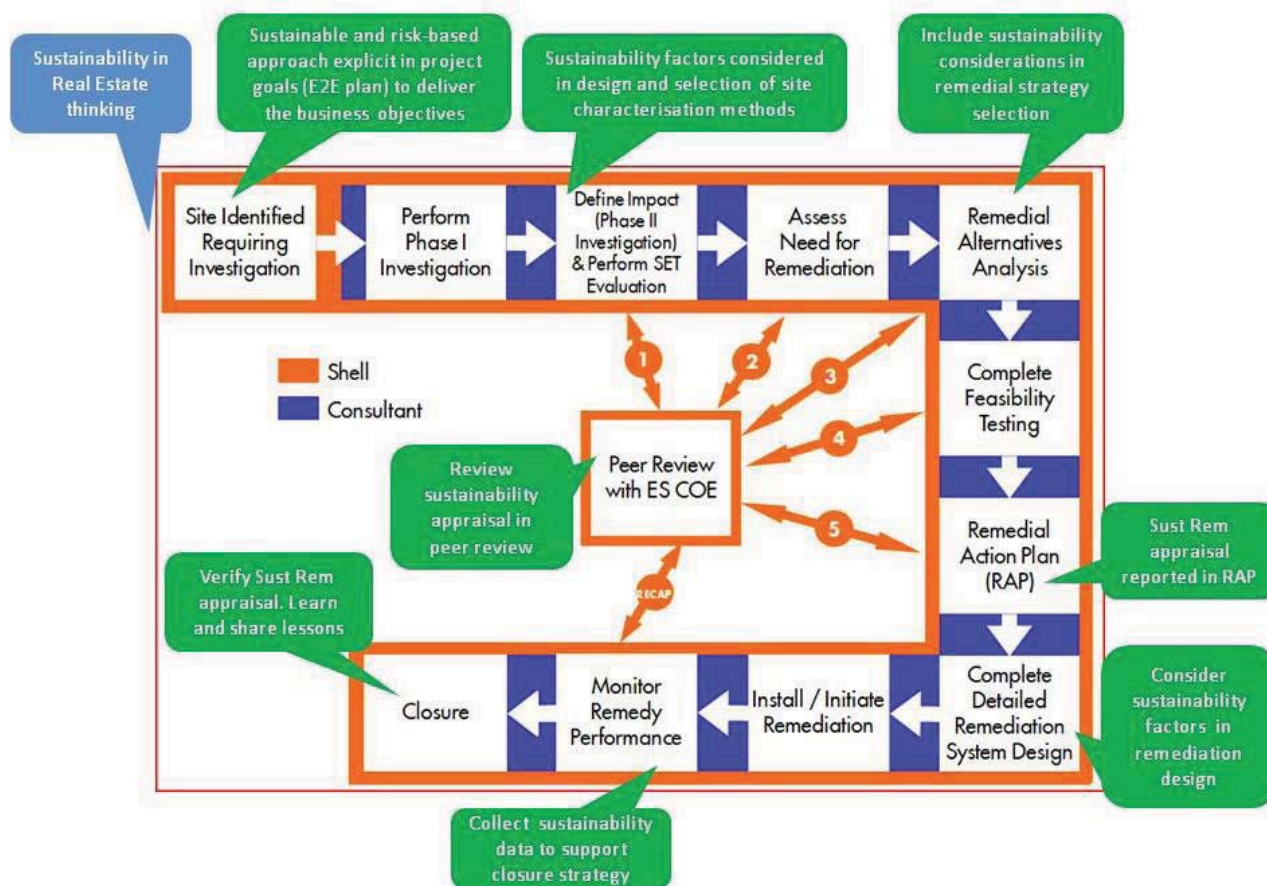 Sustainability in
Real Estate
thinking
Sustainable and risk-based
approach explicit in project
goals (E2E plan) to deliver
the business objectives
Sustainability factors considered
in design and selection of site
characterisation methods
Include sustainability
considerations in
remedial strategy
selection
Site Identified
Requiring
Investigation
Perform
Phase I
Investigation
Define Impact
(Phase II
Investigation)
& Perform SET
Evaluation
Assess
Need for
Remediation
Remedial
Alternatives
Analysis
Shell
Consultant
1
2
3
4
5
RECAP
Peer Review
with ES COE
Review
sustainability
appraisal in
peer review
Complete
Feasibility
Testing
Remedial
Action Plan
(RAP)
Sust Rem
appraisal
reported in RAP
Verify Sust Rem
appraisal. Learn
and share lessons
Closure
Monitor
Remedy
Performance
Install / Initiate
Remediation
Complete
Detailed
Remediation
System Design
Consider
sustainability
factors in
remediation
design
Collect sustainability
data to support
closure strategy